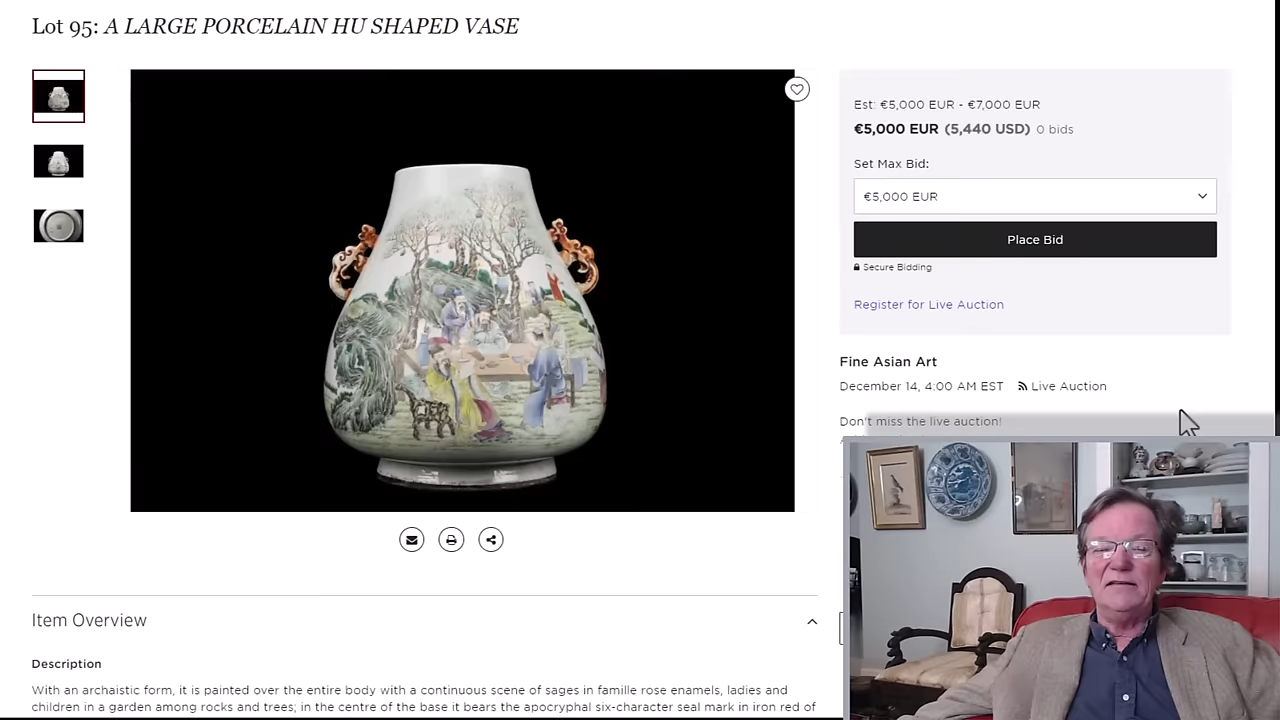 Lot 95: A LARGE PORCELAIN HU SHAPED VASE
Est: €5,000 EUR - €7,000 EUR
€5,000 EUR (5,440 USD) 0 bids
Set Max Bid:
€5,000 EUR
Place Bid
Secure Bidding
Register for Live Auction
Fine Asian Art
December 14, 4:00 AM EST Live Auction
Don't miss the live auction!
Item Overview
Description
With an archaistic form, it is painted over the entire body with a continuous scene of sages in famille rose enamels, ladies and
children in a garden among rocks and trees; in the centre of the base it bears the apocryphal six-character seal mark in iron red of